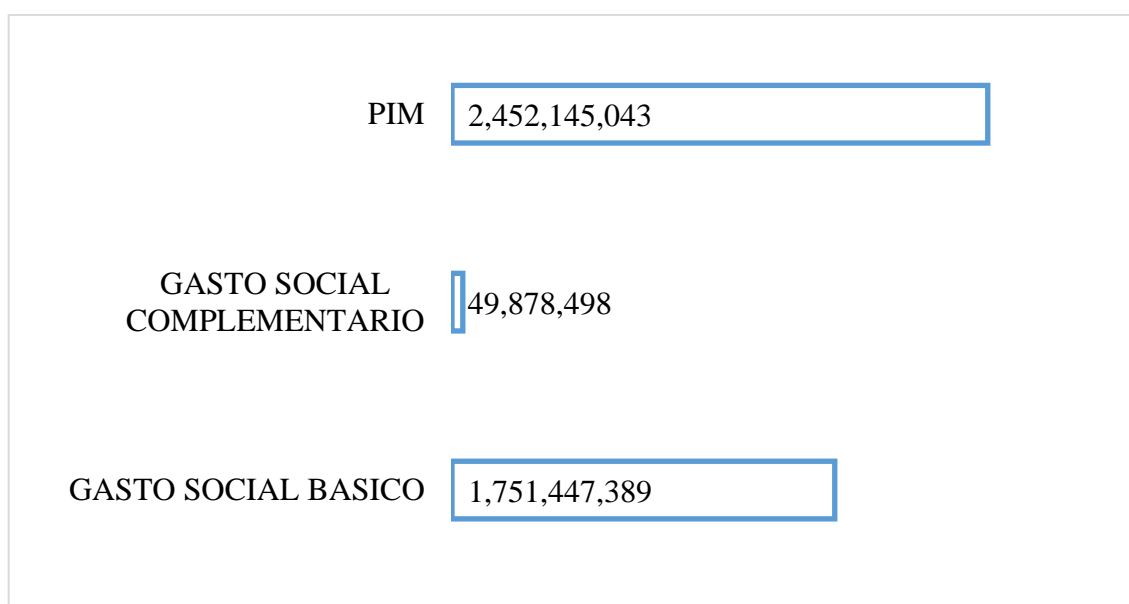 PIM
2,452,145,043
GASTO SOCIAL
COMPLEMENTARIO
49,878,498
GASTO SOCIAL BASICO
1,751,447,389